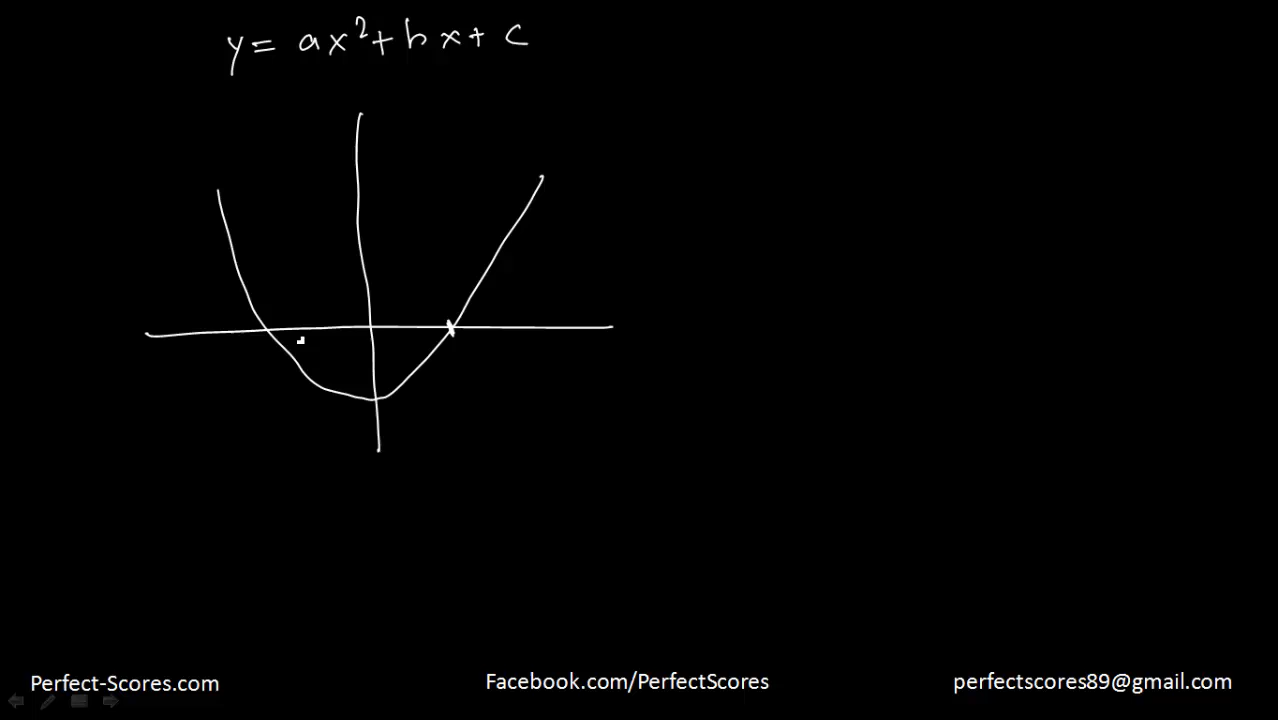 y = ax² + bx + c
Perfect-Scores.com
Facebook.com/PerfectScores
perfectscores89@gmail.com